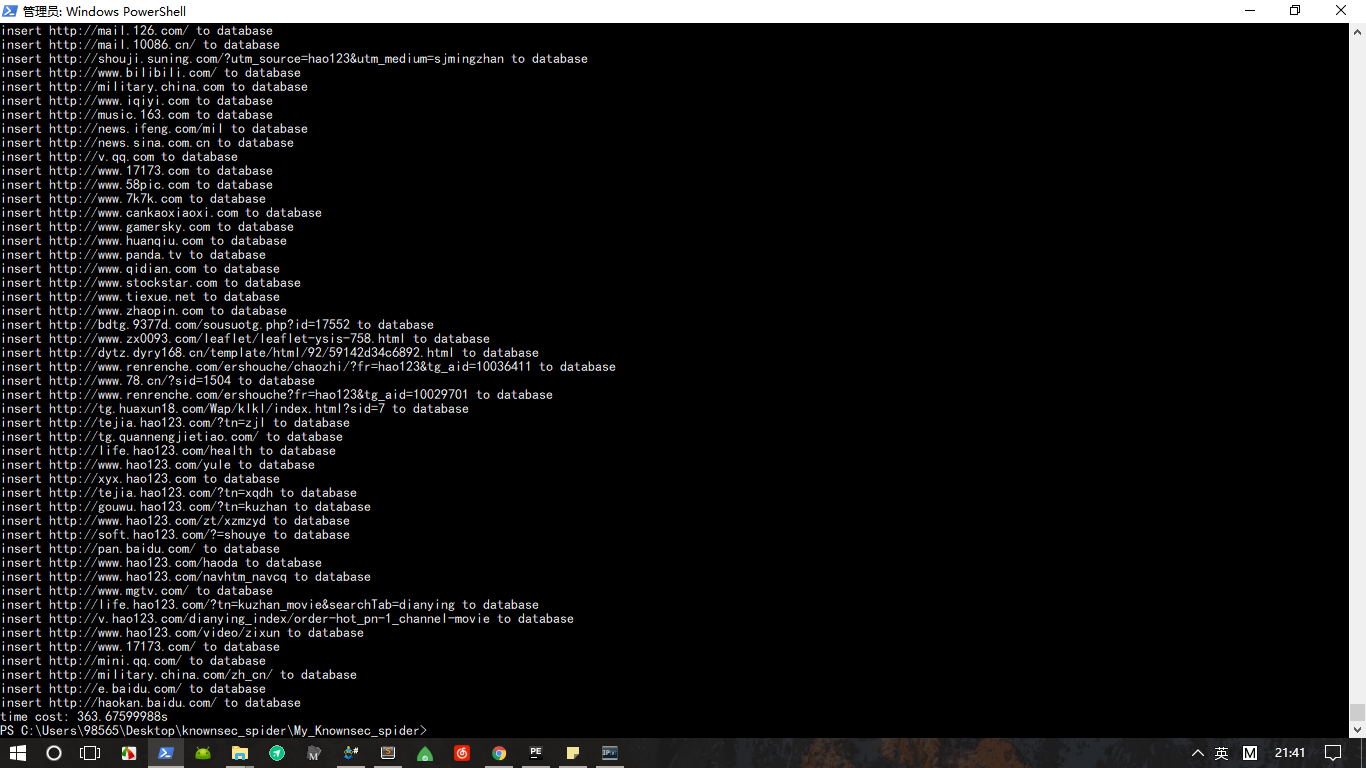 管理员: Windows PowerShell
insert http://mail.126.com/ to database
insert http://mail.10086.cn/ to database
insert http://shouji.suning.com/?utm_source=hao123&utm_medium=sjmingzhan to database
insert http://www.bilibili.com/ to database
insert http://military.china.com to database
insert http://www.iqiyi.com to database
insert http://music.163.com to database
insert http://news.ifeng.com/mil to database
insert http://news.sina.com.cn to database
insert http://v.qq.com to database
insert http://www.17173.com to database
insert http://www.58pic.com to database
insert http://www.7k7k.com to database
insert http://www.cankaoxiaoxi.com to database
insert http://www.gamersky.com to database
insert http://www.huanqiu.com to database
insert http://www.panda.tv to database
insert http://www.qidian.com to database
insert http://www.stockstar.com to database
insert http://www.tiexue.net to database
insert http://www.zhaopin.com to database
insert http://bdtg.9377d.com/sousuotg.php?id=17552 to database
insert http://www.zx0093.com/leaflet/leaflet-ysis-758.html to database
insert http://dytz.dyry168.cn/template/html/92/59142d34c6892.html to database
insert http://www.renrenche.com/ershouche/chaozhi/?fr=hao123&tg_aid=10036411 to database
insert http://www.78.cn/?sid=1504 to database
insert http://www.renrenche.com/ershouche?fr=hao123&tg_aid=10029701 to database
insert http://tg.huaxun18.com/Wap/klkl/index.html?sid=7 to database
insert http://tejia.hao123.com/?tn=zjl to database
insert http://tg.quannengjietiao.com/ to database
insert http://life.hao123.com/health to database
insert http://www.hao123.com/yule to database
insert http://xyx.hao123.com to database
insert http://tejia.hao123.com/?tn=xqdh to database
insert http://gouwu.hao123.com/?tn=kuzhan to database
insert http://www.hao123.com/zt/xzmzyd to database
insert http://soft.hao123.com/?=shouye to database
insert http://pan.baidu.com/ to database
insert http://www.hao123.com/haoda to database
insert http://www.hao123.com/navhtm_navcq to database
insert http://www.mgtv.com/ to database
insert http://life.hao123.com/?tn=kuzhan_movie&searchTab=dianying to database
insert http://v.hao123.com/dianying_index/order-hot_pn-1_channel-movie to database
insert http://www.hao123.com/video/zixun to database
insert http://www.17173.com/ to database
insert http://mini.qq.com/ to database
insert http://military.china.com/zh_cn/ to database
insert http://e.baidu.com/ to database
insert http://haokan.baidu.com/ to database
time cost: 363.67599988s
PS C:\Users\98565\Desktop\knownsec_spider\My_Knownsec_spider>
PE
IP
英
M
21:41